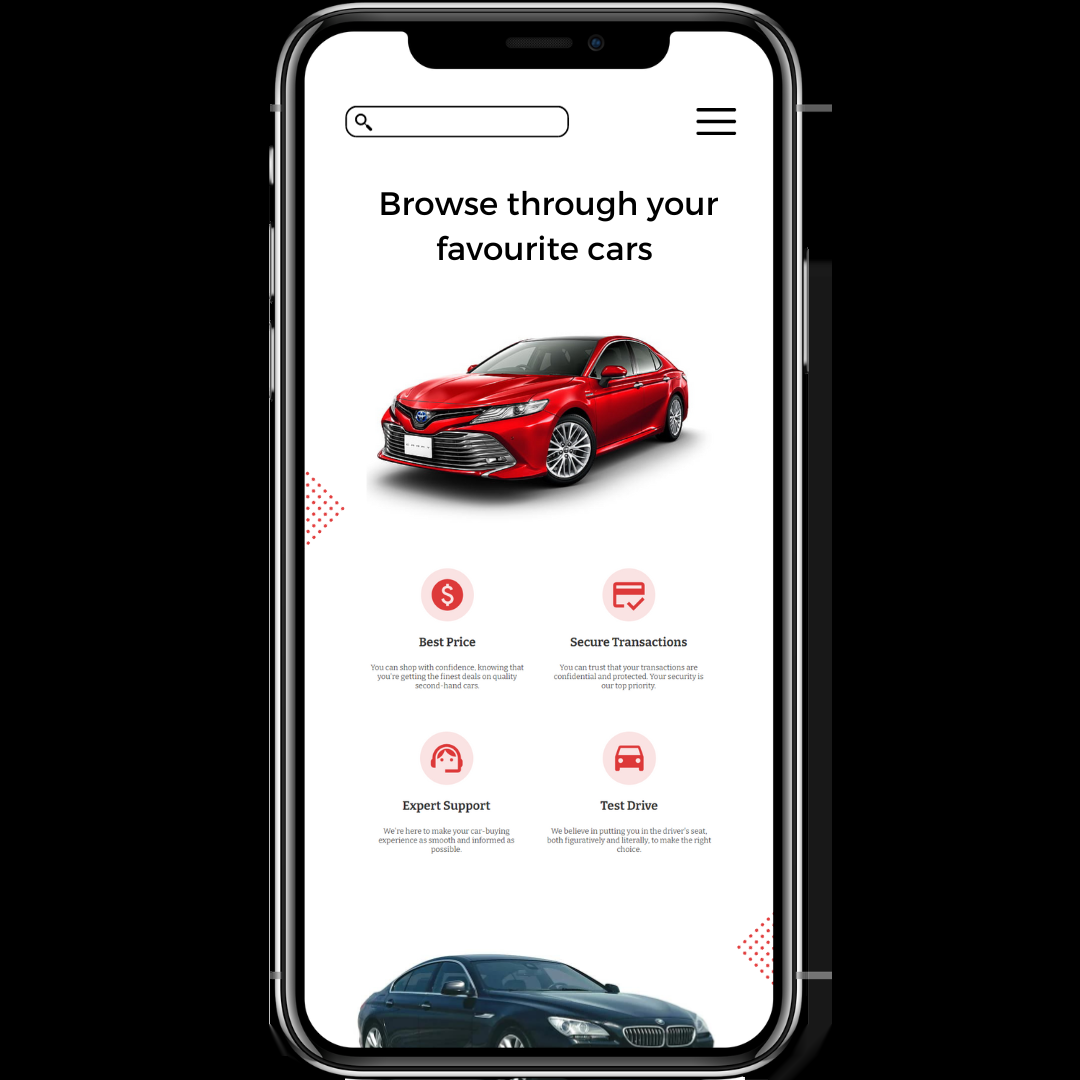 Browse through your
favourite cars
Best Price
You can shop with confidence, knowing that
you're getting the finest deals on quality
second-hand cars.
Secure Transactions
You can trust that your transactions are
confidential and protected. Your security is
our top priority.
Expert Support
We're here to make your car-buying
experience as smooth and informed as
possible.
Test Drive
We believe in putting you in the driver's seat,
both figuratively and literally, to make the right
choice.